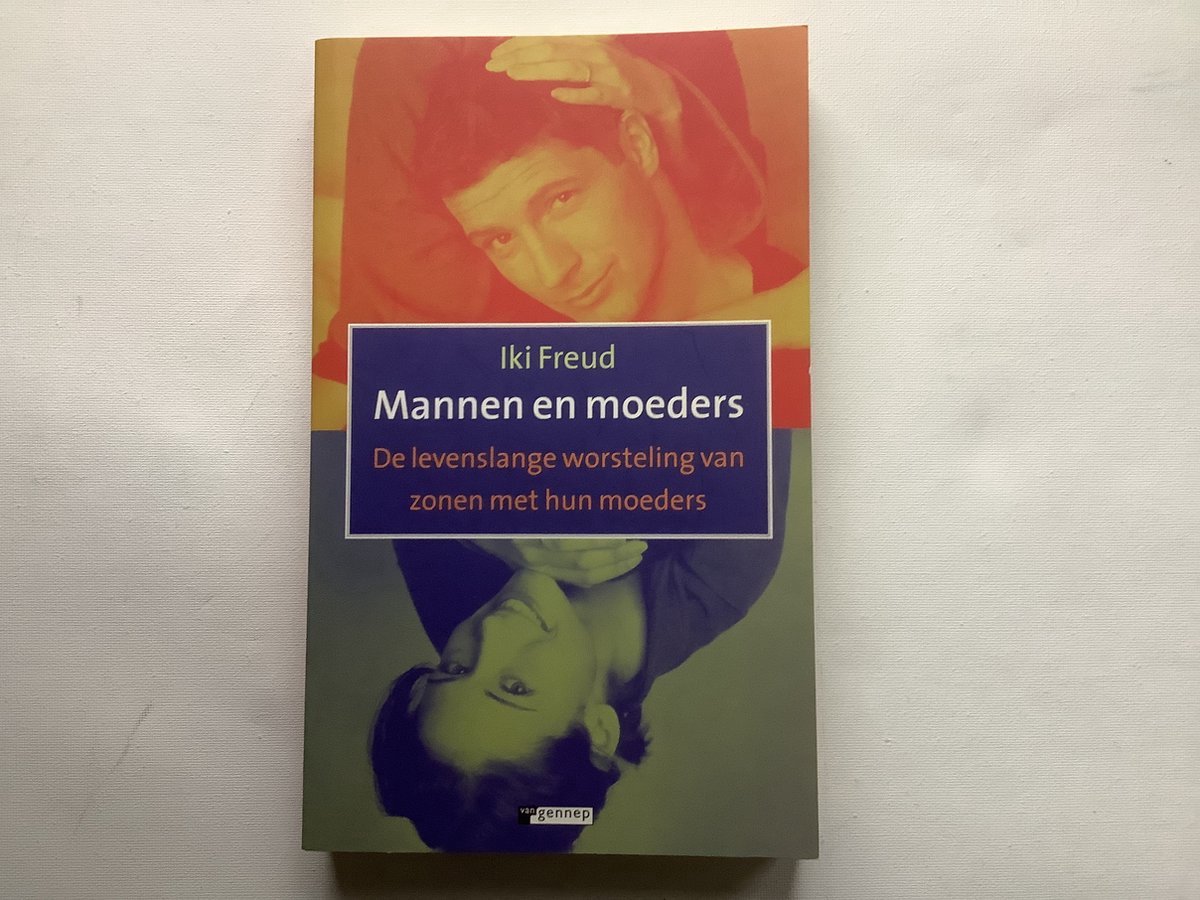 Iki Freud
Mannen en moeders
De levenslange worsteling van
zonen met hun moeders
van gennep